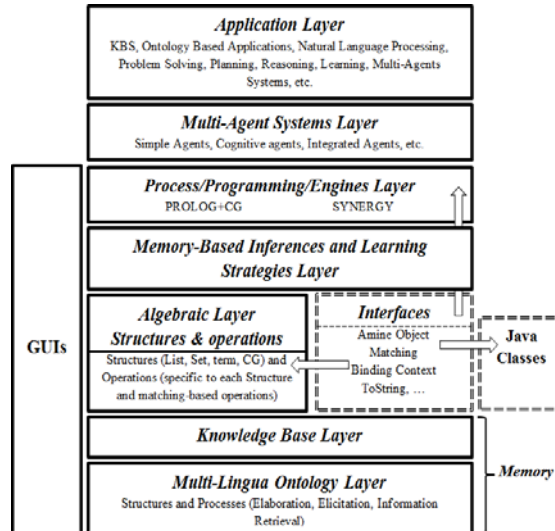 Application Layer
KBS, Ontology Based Applications, Natural Language Processing,
Problem Solving, Planning, Reasoning, Learning, Multi-Agents
Systems, etc.
Multi-Agent Systems Layer
Simple Agents, Cognitive agents, Integrated Agents, etc.
Process/Programming/Engines Layer
PROLOG+CG SYNERGY
Memory-Based Inferences and Learning
Strategies Layer
GUIs
Algebraic Layer
Structures & operations
Structures (List, Set, term, CG) and
Operations (specific to each Structure
and matching-based operations)
Interfaces
Amine Object
Matching
Binding Context
ToString, ...
Java
Classes
Knowledge Base Layer
Multi-Lingua Ontology Layer
Structures and Processes (Elaboration, Elicitation, Information
Retrieval)
Memory